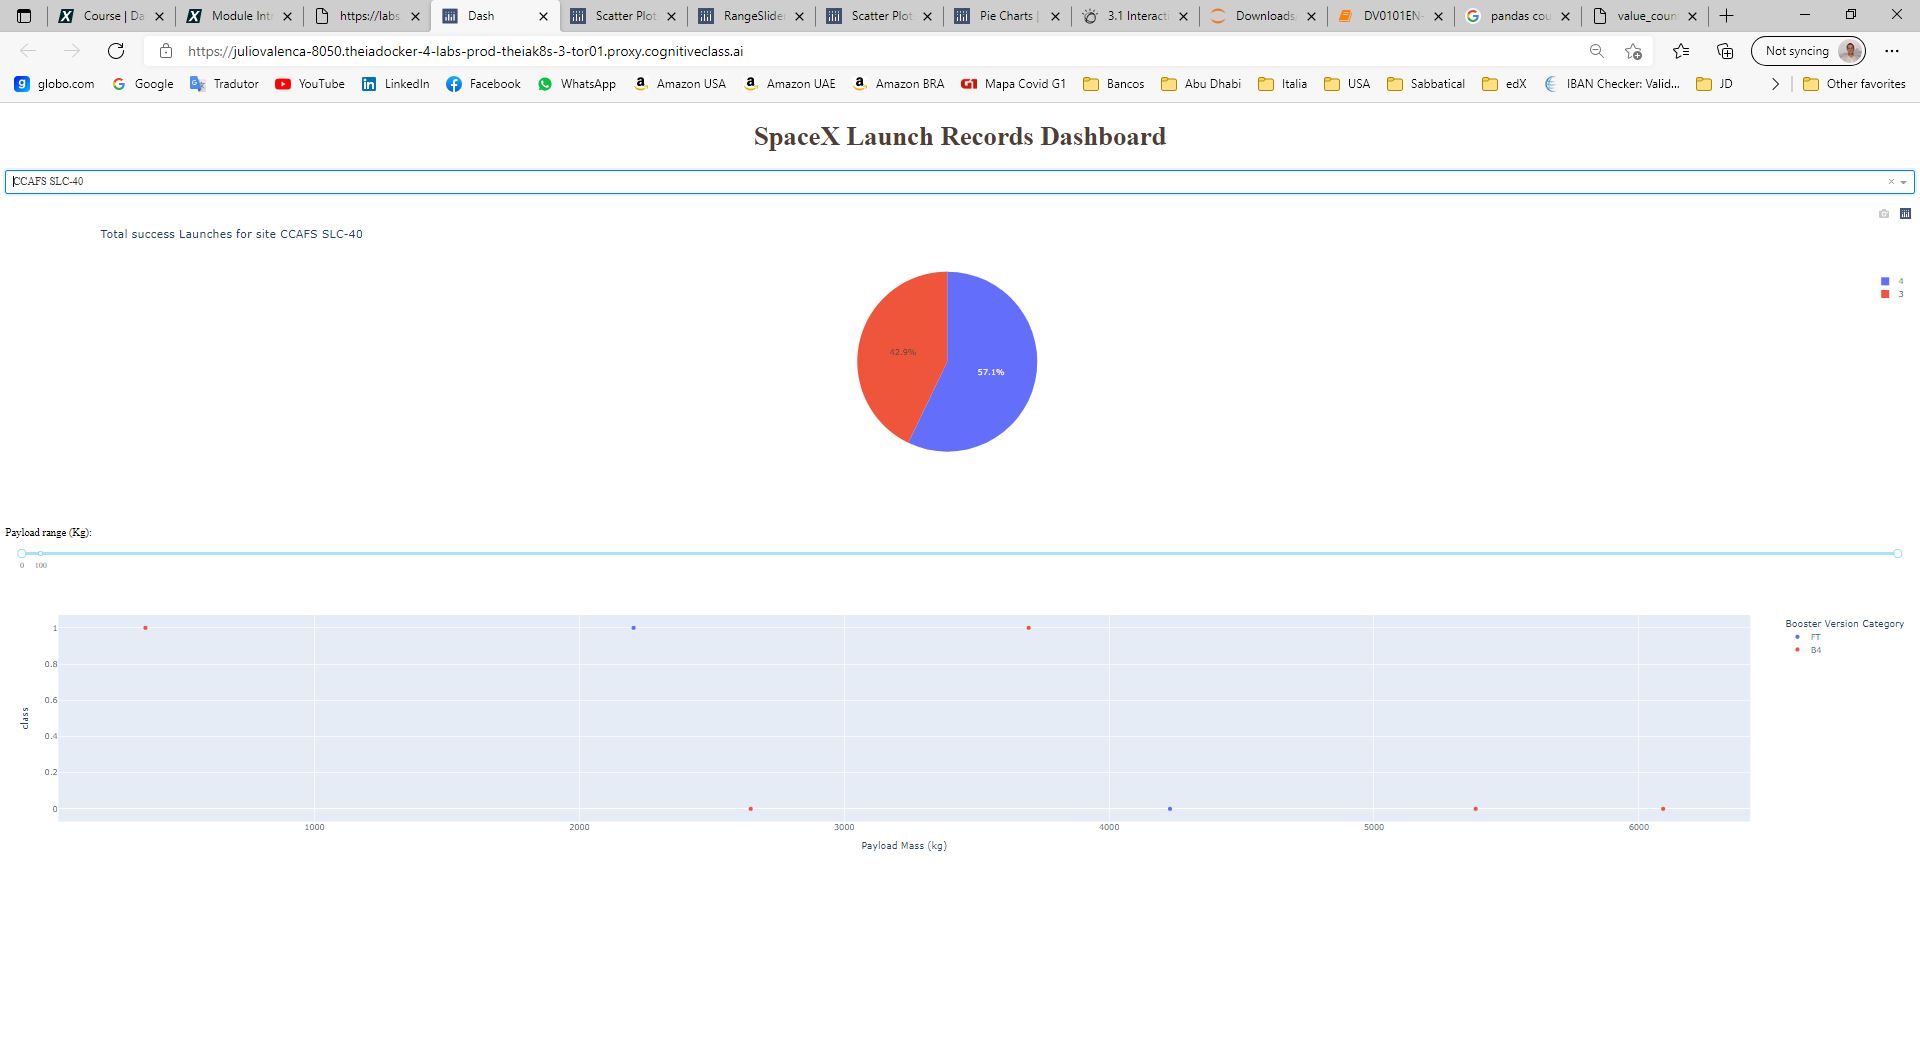 Course | Da
Module Int
https://labs.
Dash
Scatter Plot
RangeSlider
Scatter Plot
Pie Charts |
3.1 Interacti
Downloads/
DV0101EN-
pandas cou
value_coun
https://juliovalenca-8050.theiadocker-4-labs-prod-theiak8s-3-tor01.proxy.cognitiveclass.ai
Not syncing
globo.com
Google
Tradutor
YouTube
LinkedIn
Facebook
WhatsApp
Amazon USA
Amazon UAE
Amazon BRA
G1 Mapa Covid G1
Bancos
Abu Dhabi
Italia
USA
Sabbatical
edX
IBAN Checker: Valid...
JD
Other favorites
SpaceX Launch Records Dashboard
CCAFS SLC-40
Total success Launches for site CCAFS SLC-40
4
3
42.9%
57.1%
Payload range (Kg):
0 100
Booster Version Category
FT
B4
1
0.8
0.6
0.4
0.2
0
class
1000 2000 3000 4000 5000 6000
Payload Mass (kg)